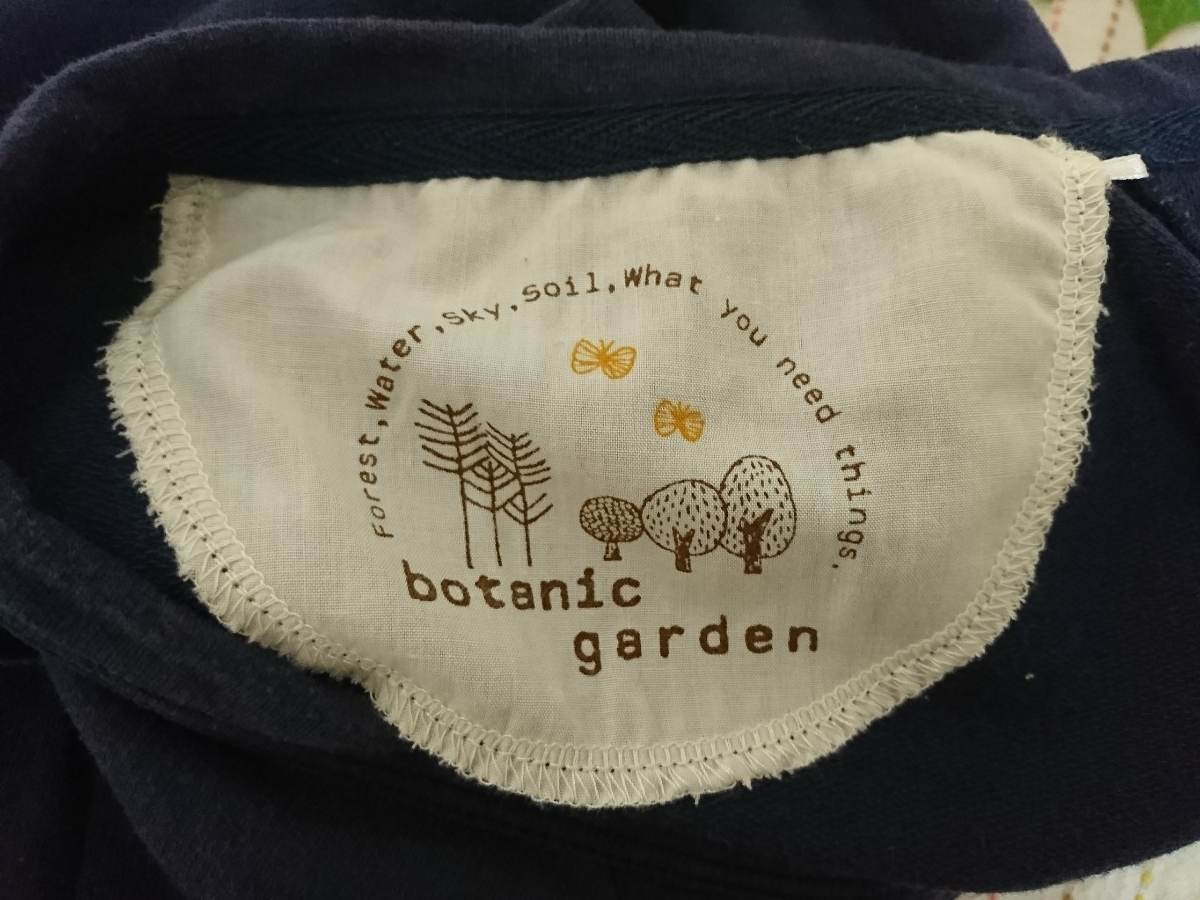 Forest,Water,Sky,Soil,What you need things.
botanic
garden